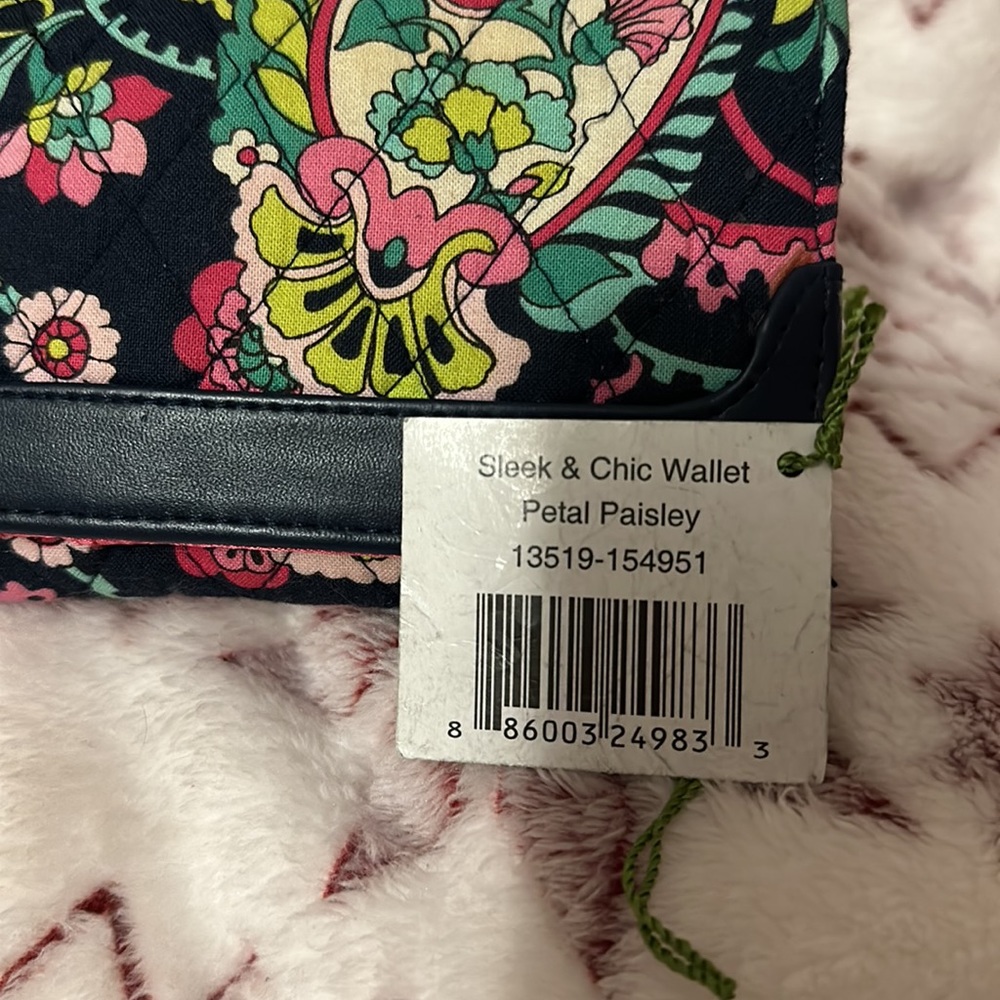 Sleek & Chic Wallet
Petal Paisley
13519-154951
8 86003 24983 3